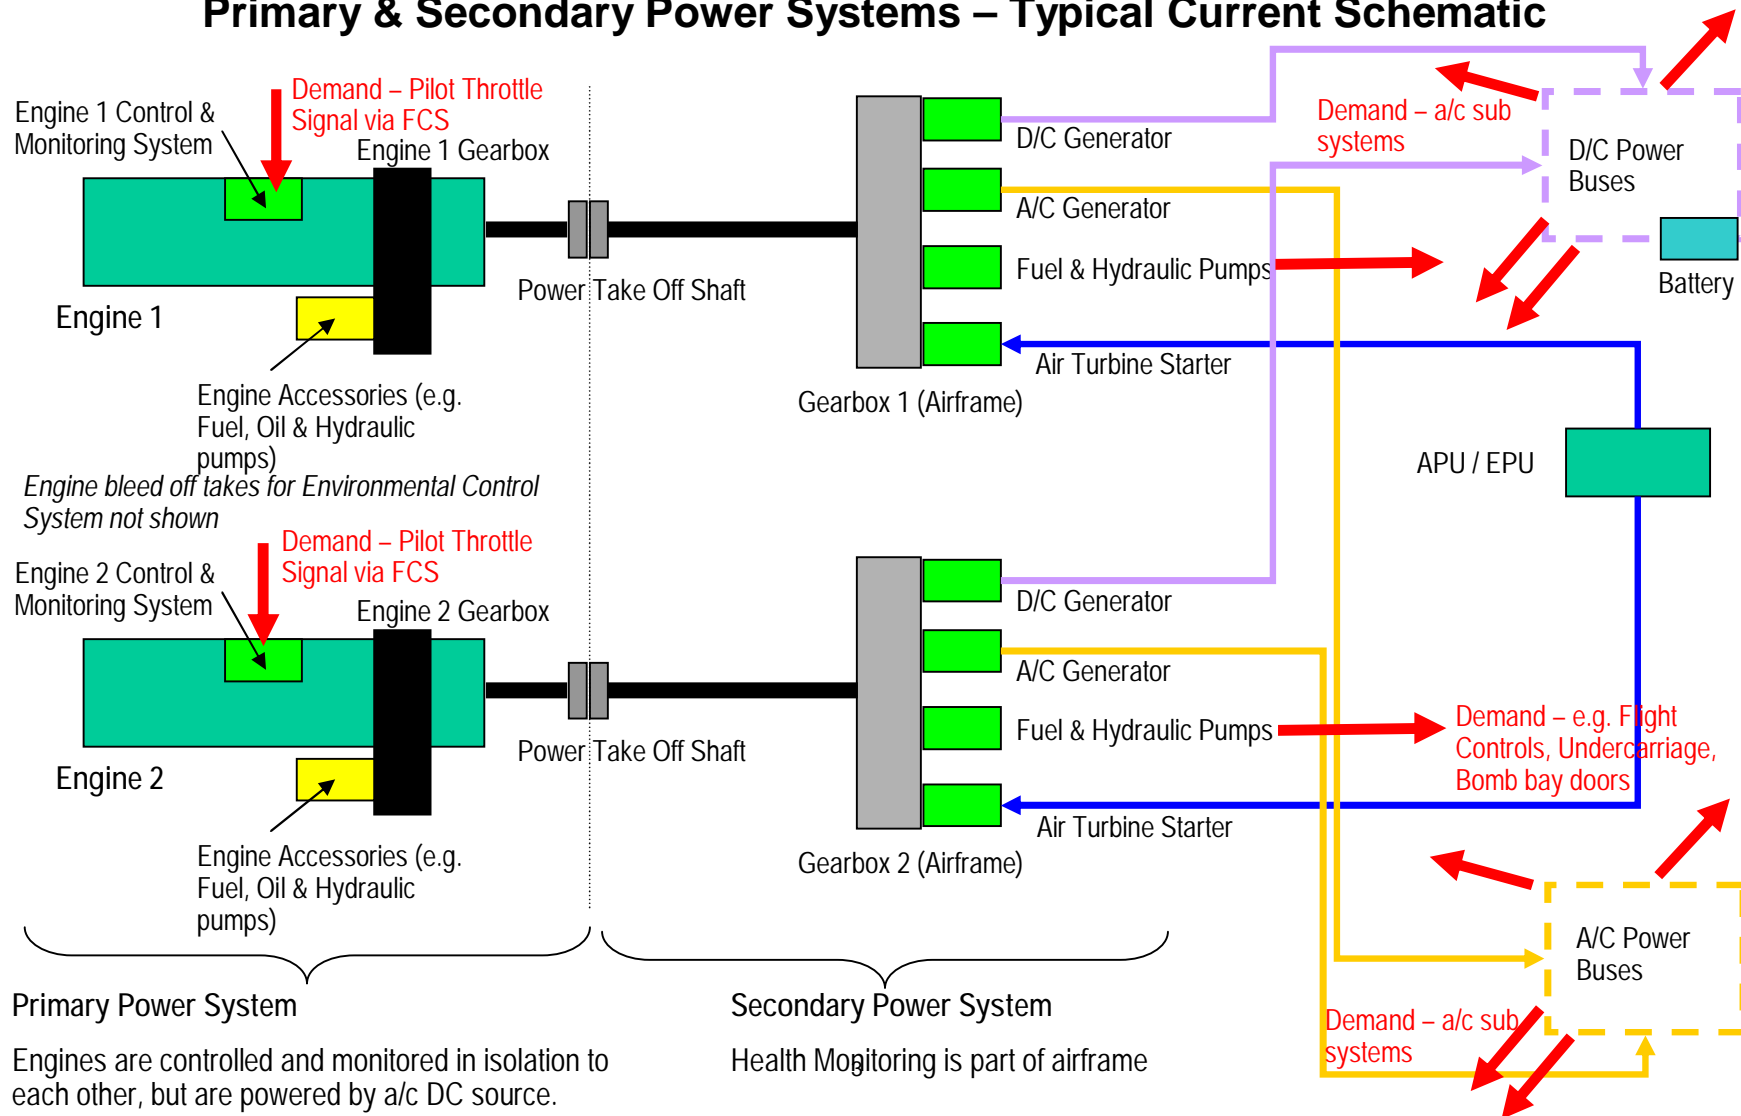 Primary & Secondary Power Systems – Typical Current Schematic
Engine 1 Control &
Monitoring System
Demand – Pilot Throttle
Signal via FCS
Engine 1 Gearbox
Engine 1
Power Take Off Shaft
Engine Accessories (e.g.
Fuel, Oil & Hydraulic
pumps)
D/C Generator
A/C Generator
Fuel & Hydraulic Pumps
Air Turbine Starter
Gearbox 1 (Airframe)
Demand – a/c sub
systems
D/C Power
Buses
Battery
APU / EPU
Engine bleed off takes for Environmental Control
System not shown
Engine 2 Control &
Monitoring System
Demand – Pilot Throttle
Signal via FCS
Engine 2 Gearbox
Engine 2
Power Take Off Shaft
Engine Accessories (e.g.
Fuel, Oil & Hydraulic
pumps)
D/C Generator
A/C Generator
Fuel & Hydraulic Pumps
Air Turbine Starter
Gearbox 2 (Airframe)
Demand – e.g. Flight
Controls, Undercarriage,
Bomb bay doors
A/C Power
Buses
Demand – a/c sub
systems
Primary Power System
Engines are controlled and monitored in isolation to
each other, but are powered by a/c DC source.
Secondary Power System
Health Monitoring is part of airframe
3